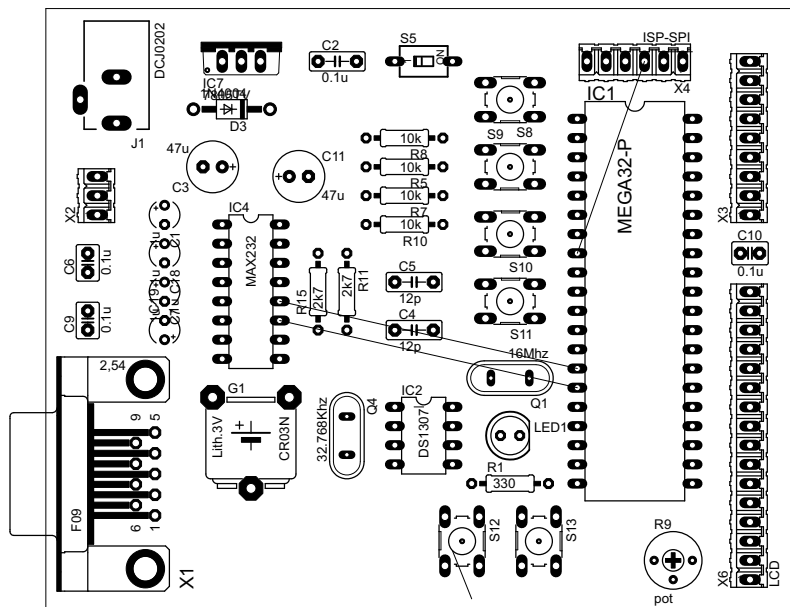 DCJ0202
J1
IC7
1N4004
D3
C2
0.1u
S5
ON
ISP-SPI
X4
IC1
MEGA32-P
S8
S9
S10
S11
X3
47u
C3
C11
47u
10k
R8
10k
R5
10k
R7
10k
R10
X2
C1
C18
C19
C6
0.1u
C9
0.1u
IC4
MAX232
R15
2k7
2k7
R11
C5
12p
C4
12p
C10
0.1u
16Mhz
Q1
2,54
F09
9
5
6
1
X1
G1
Lith.3V
CR03N
32.768Khz
Q4
IC2
DS1307
LED1
R1
330
S12
S13
R9
pot
X6
LCD